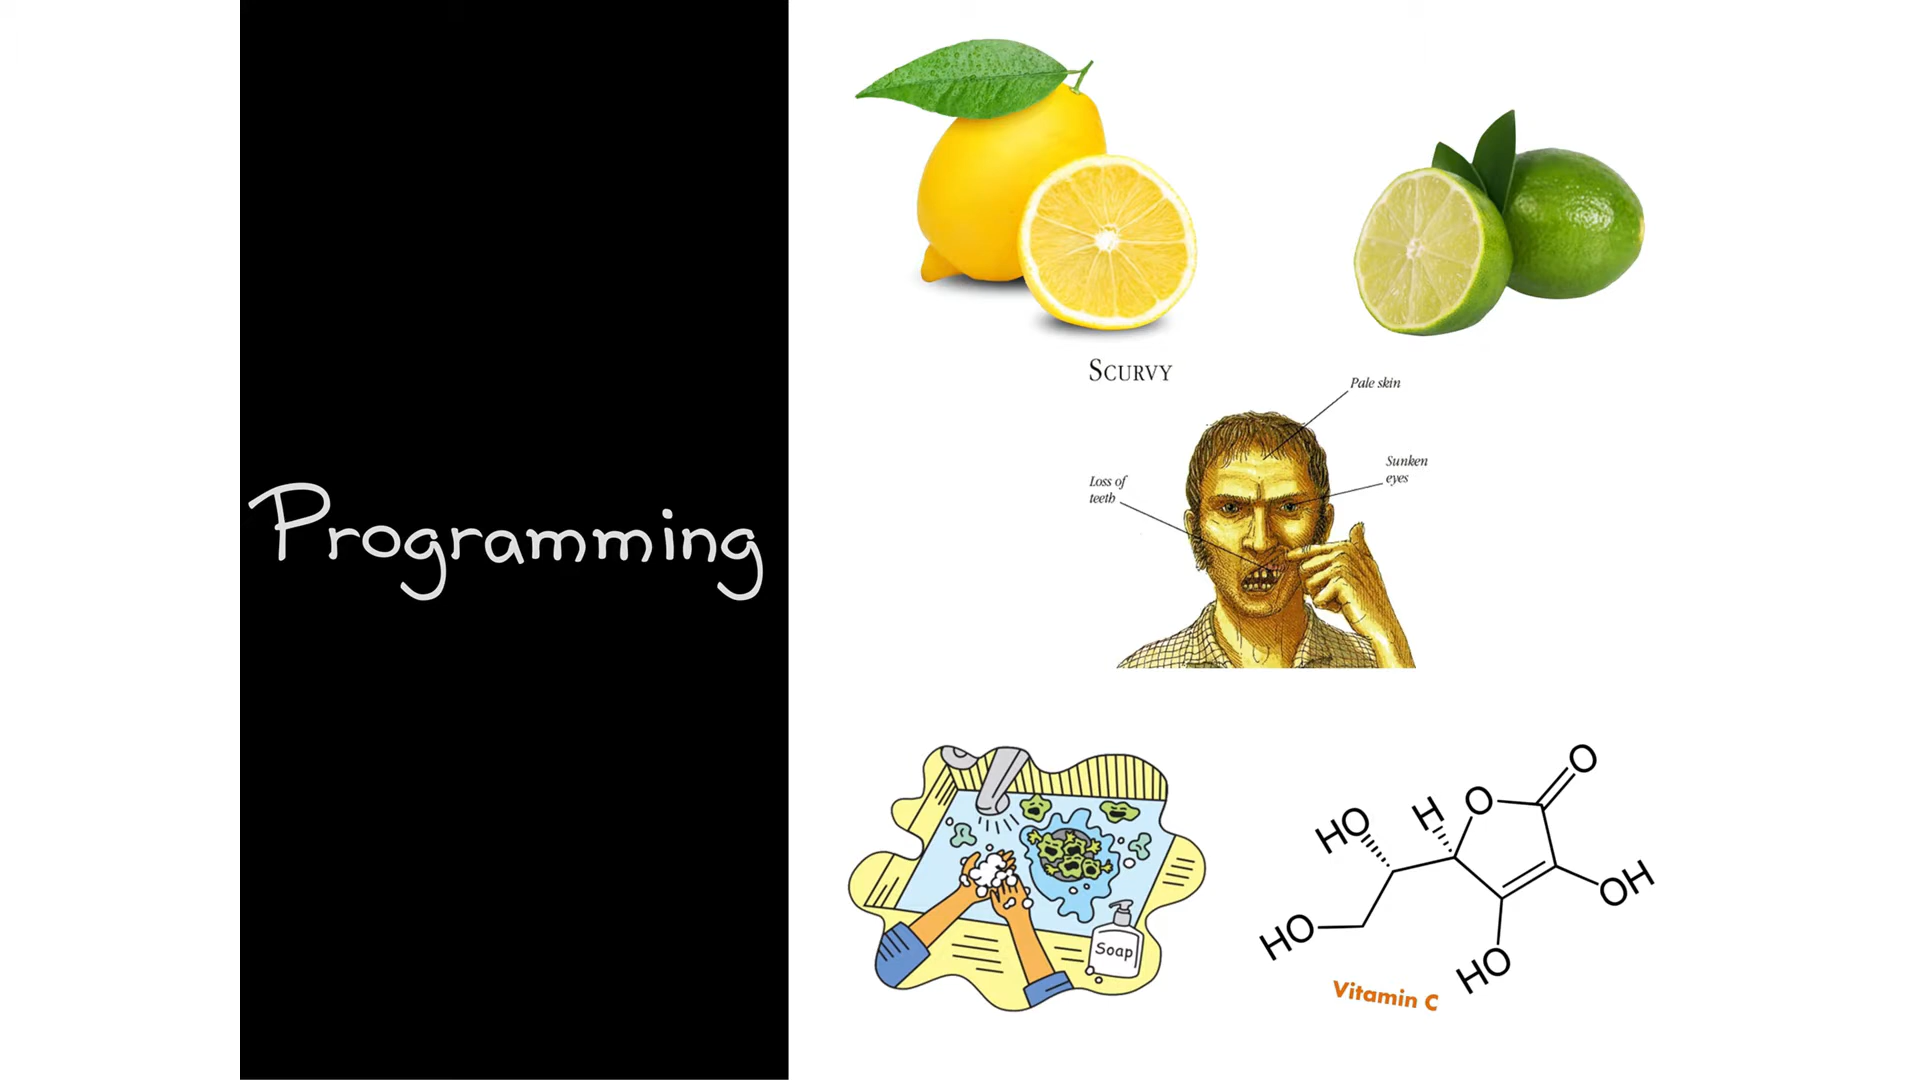 Programming
SCURVY
Pale skin
Sunken
eyes
Loss of
teeth
Soap
O
HO
H
O
OH
HO
HO
Vitamin C